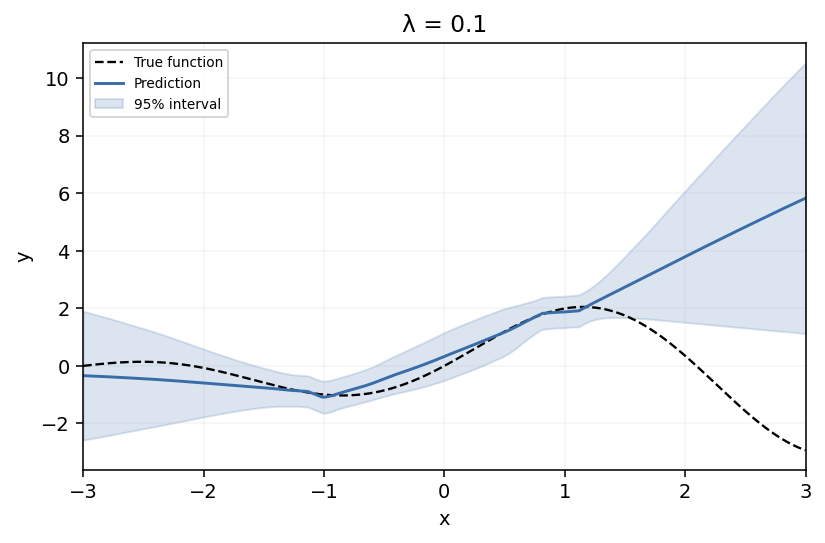 λ = 0.1
True function
Prediction
95% interval
10
8
6
4
2
0
−2
y
−3 −2 −1 0 1 2 3
x